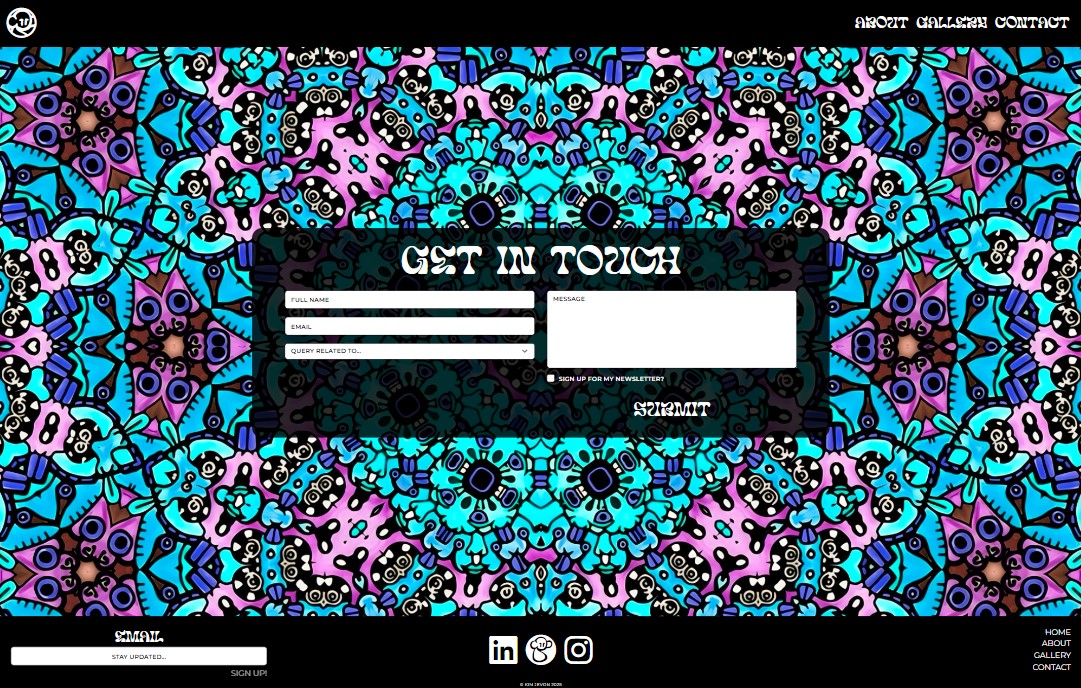 ABOUT GALLERY CONTACT
GET IN TOUCH
FULL NAME
EMAIL
QUERY RELATED TO...
MESSAGE
SIGN UP FOR MY NEWSLETTER?
SUBMIT
EMAIL
STAY UPDATED...
SIGN UP!
HOME
ABOUT
GALLERY
CONTACT